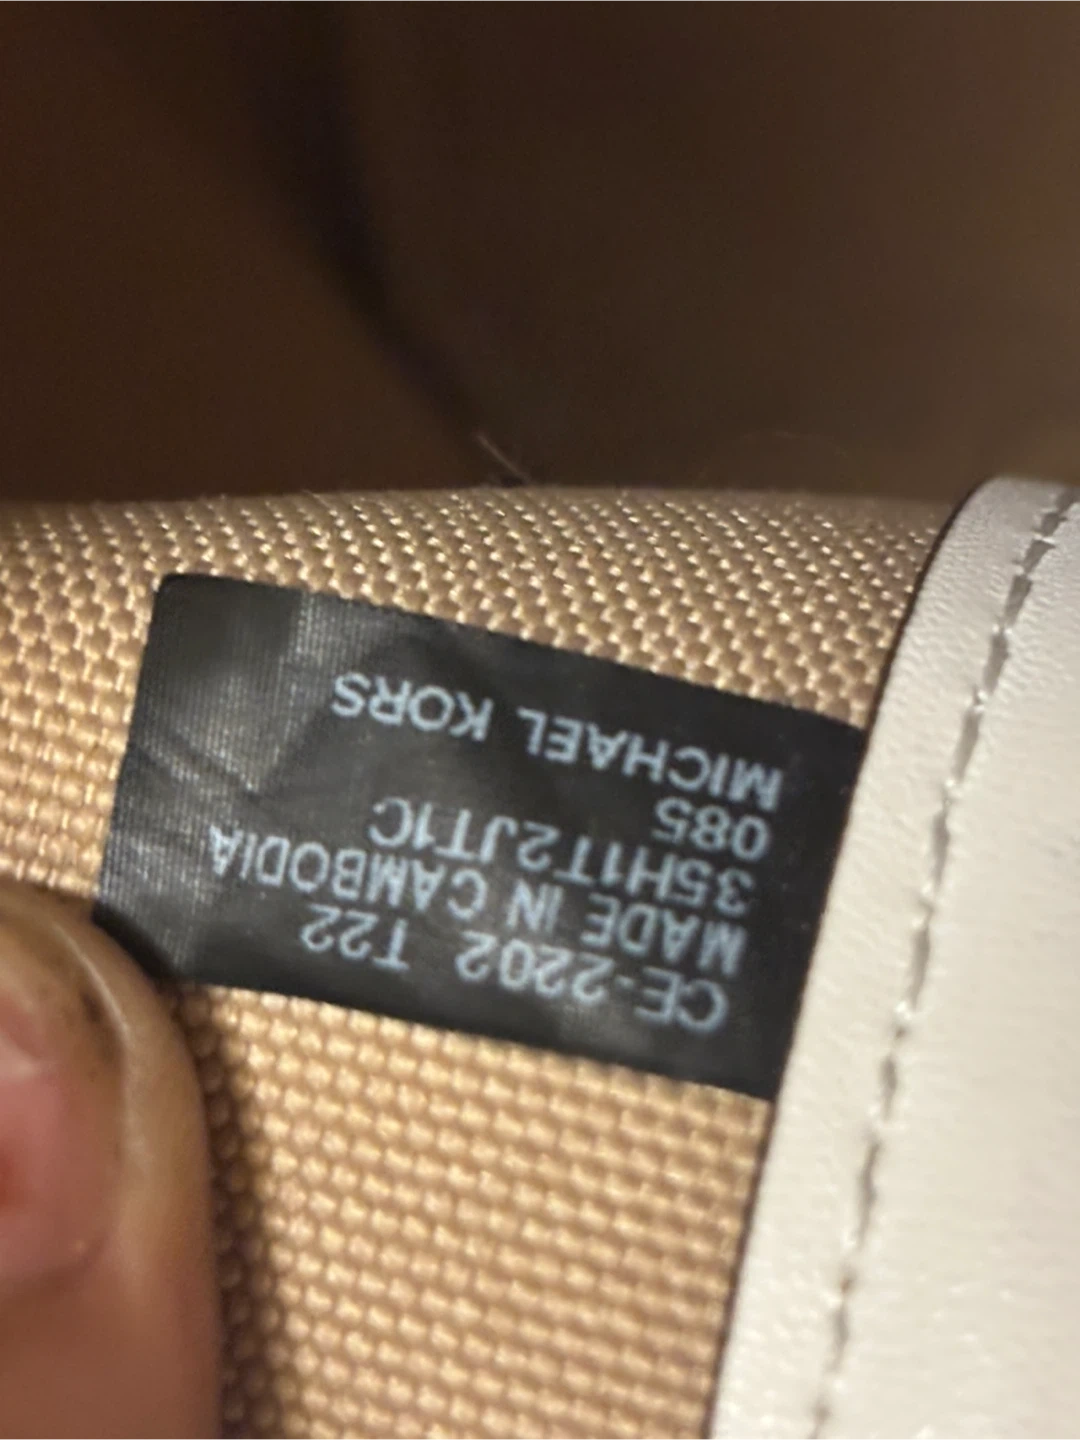 MICHAEL KORS
085
35H1T2JT1C
MADE IN CAMBODIA
CE-2202 T22